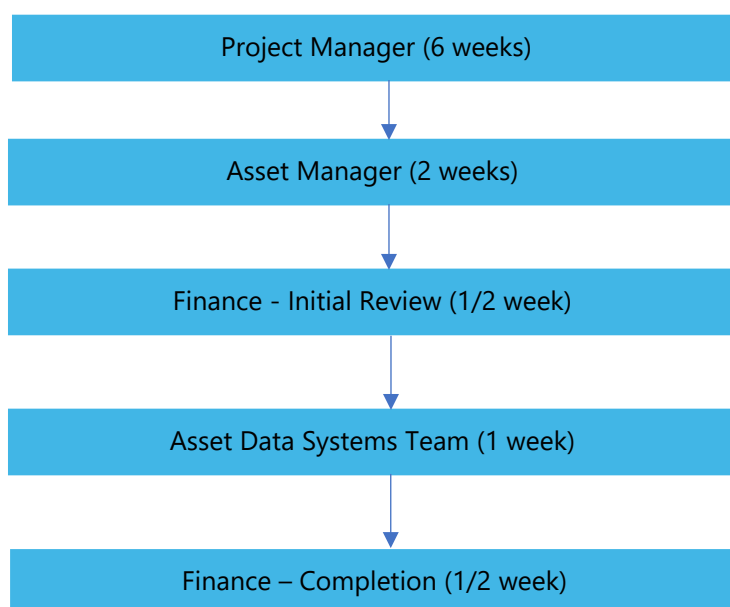 Project Manager (6 weeks)
Asset Manager (2 weeks)
Finance - Initial Review (1/2 week)
Asset Data Systems Team (1 week)
Finance – Completion (1/2 week)